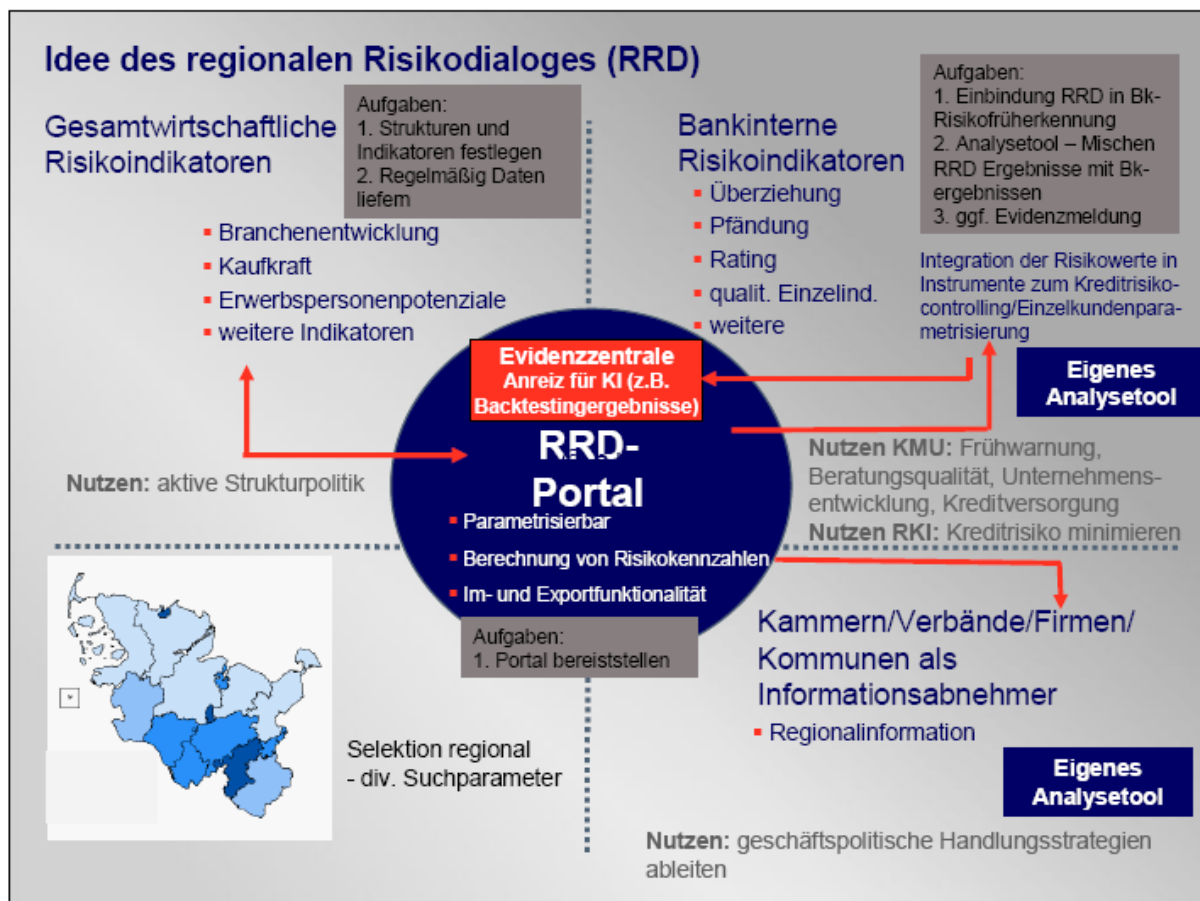 Idee des regionalen Risikodialoges (RRD)
Gesamtwirtschaftliche
Risikoindikatoren
Aufgaben:
1. Strukturen und
Indikatoren festlegen
2. Regelmäßig Daten
liefern
▪ Branchenentwicklung
▪ Kaufkraft
▪ Erwerbspersonenpotenziale
▪ weitere Indikatoren
Nutzen: aktive Strukturpolitik
Bankinterne
Risikoindikatoren
▪ Überziehung
▪ Pfändung
▪ Rating
▪ qualit. Einzelind.
▪ weitere
Aufgaben:
1. Einbindung RRD in Bk-
Risikofrüherkennung
2. Analysetool – Mischen
RRD Ergebnisse mit Bk-
ergebnissen
3. ggf. Evidenzmeldung
Integration der Risikowerte in
Instrumente zum Kreditrisiko-
controlling/Einzelkundenpara-
metrisierung
Eigenes
Analysetool
Evidenzzentrale
Anreiz für KI (z.B.
Backtestingergebnisse)
RRD-
Portal
▪ Parametrisierbar
▪ Berechnung von Risikokennzahlen
▪ Im- und Exportfunktionalität
Aufgaben:
1. Portal bereiststellen
Nutzen KMU: Frühwarnung,
Beratungsqualität, Unternehmens-
entwicklung, Kreditversorgung
Nutzen RKI: Kreditrisiko minimieren
Selektion regional
- div. Suchparameter
Kammern/Verbände/Firmen/
Kommunen als
Informationsabnehmer
▪ Regionalinformation
Eigenes
Analysetool
Nutzen: geschäftspolitische Handlungsstrategien
ableiten